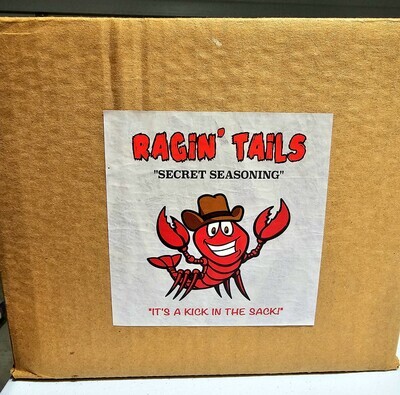 RAGIN' TAILS
"SECRET SEASONING"
"IT'S A KICK IN THE SACK!"